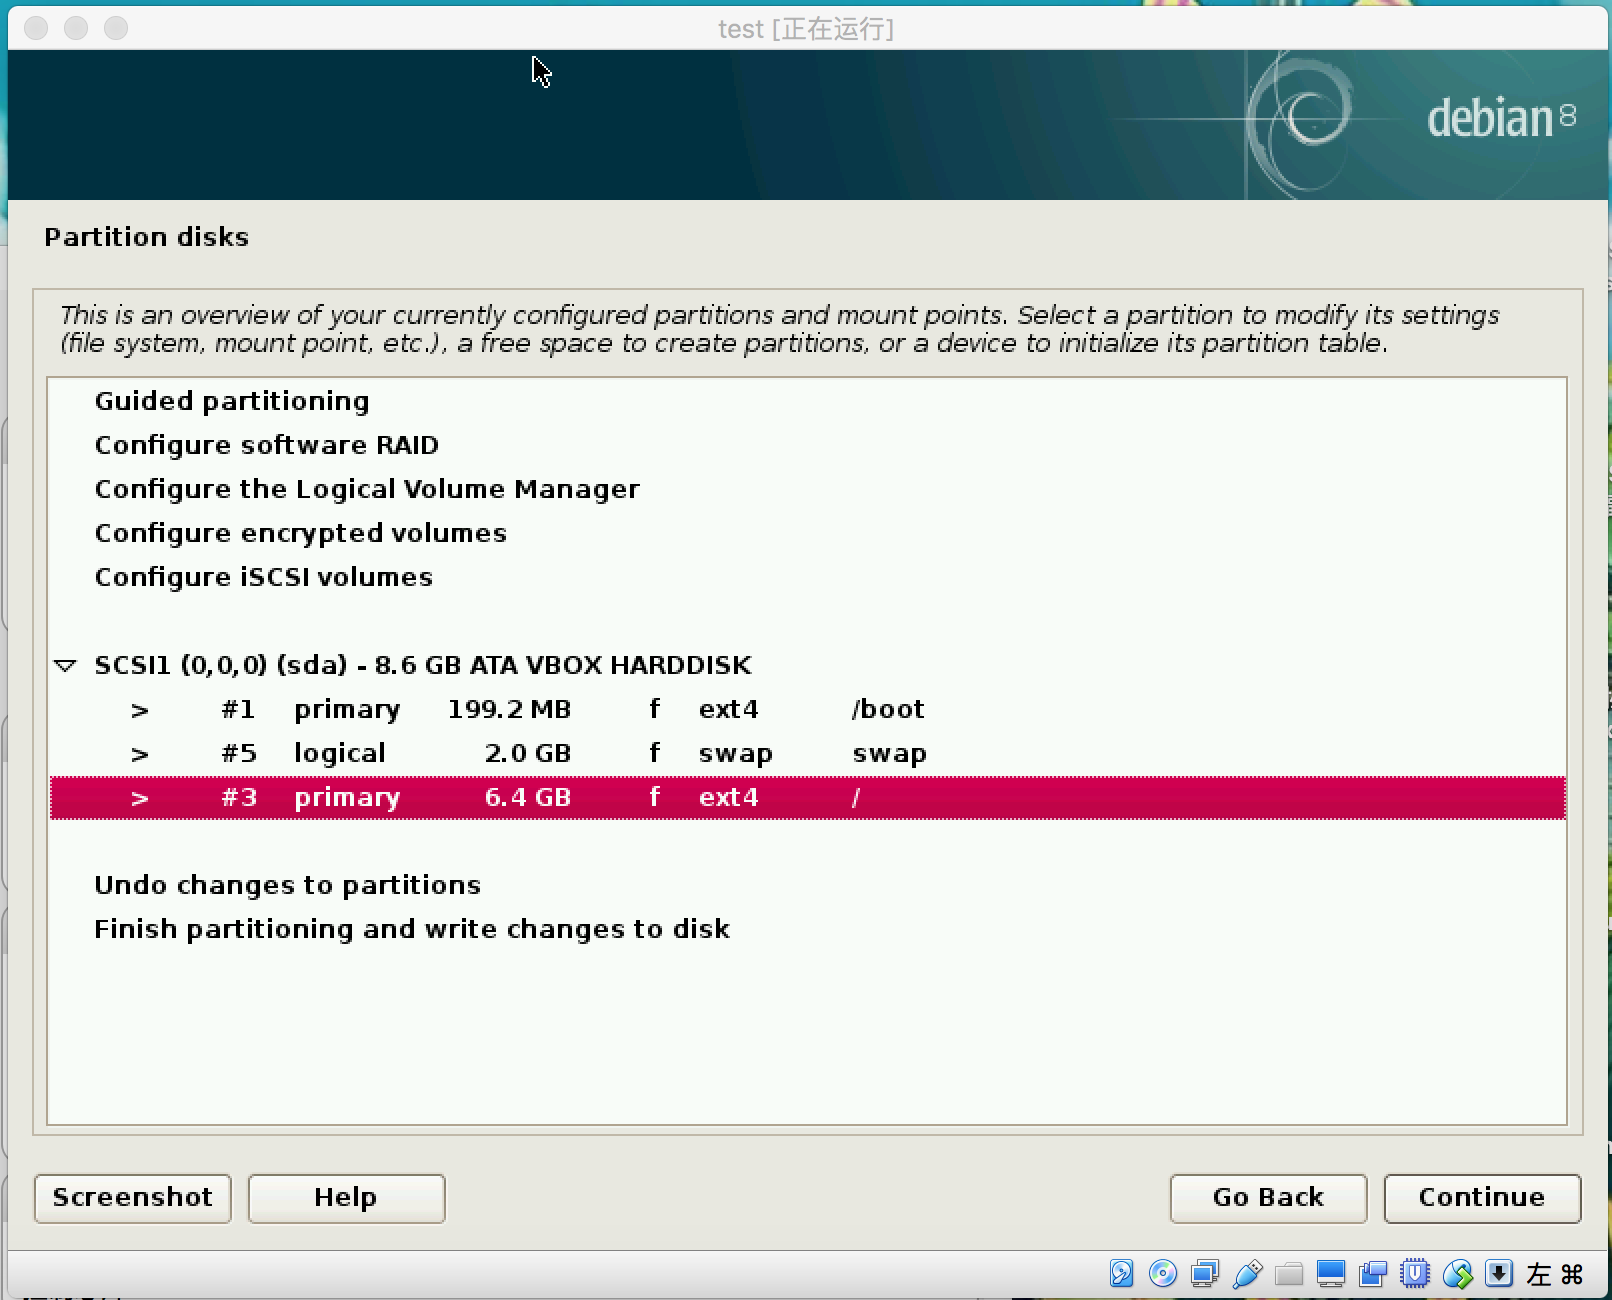 test [正在运行]
debian 8
Partition disks
This is an overview of your currently configured partitions and mount points. Select a partition to modify its settings
(file system, mount point, etc.), a free space to create partitions, or a device to initialize its partition table.
Guided partitioning
Configure software RAID
Configure the Logical Volume Manager
Configure encrypted volumes
Configure iSCSI volumes
SCSI1 (0,0,0) (sda) - 8.6 GB ATA VBOX HARDDISK
> #1 primary 199.2 MB f ext4 /boot
> #5 logical 2.0 GB f swap swap
> #3 primary 6.4 GB f ext4 /
Undo changes to partitions
Finish partitioning and write changes to disk
Screenshot Help Go Back Continue
左 ⌘